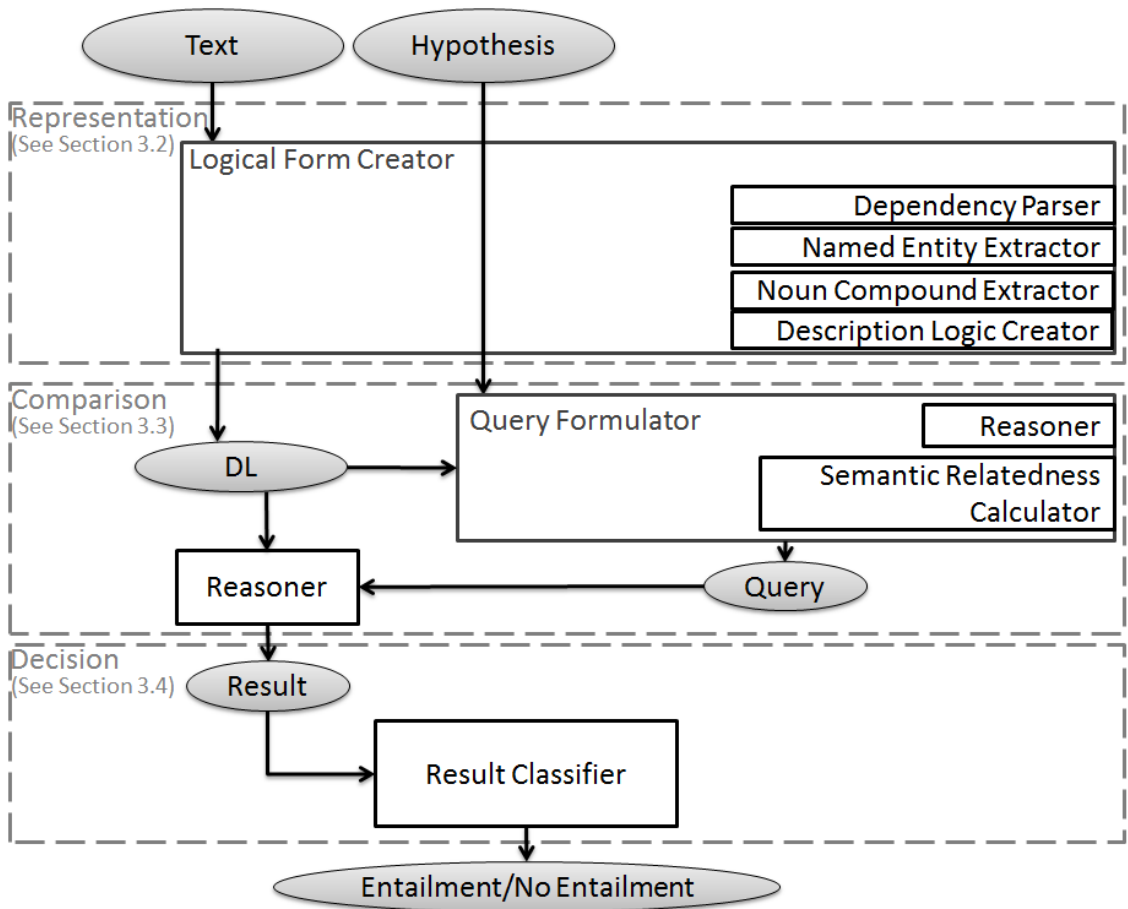 Text
Hypothesis
Representation
(See Section 3.2)
Logical Form Creator
Dependency Parser
Named Entity Extractor
Noun Compound Extractor
Description Logic Creator
Comparison
(See Section 3.3)
Query Formulator
Reasoner
Semantic Relatedness
Calculator
DL
Reasoner
Query
Decision
(See Section 3.4)
Result
Result Classifier
Entailment/No Entailment